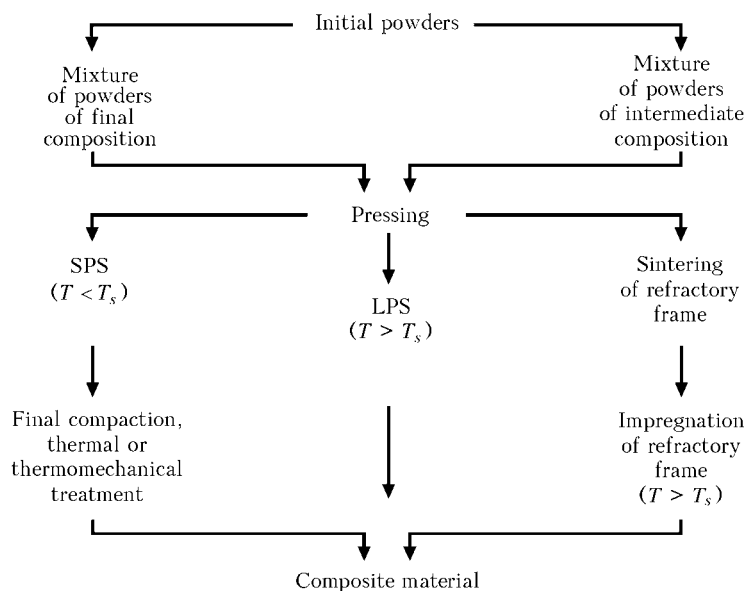 Initial powders
Mixture
of powders
of final
composition
Mixture
of powders
of intermediate
composition
Pressing
SPS
(T < Tₛ)
LPS
(T > Tₛ)
Sintering
of refractory
frame
Final compaction,
thermal or
thermomechanical
treatment
Impregnation
of refractory
frame
(T > Tₛ)
Composite material